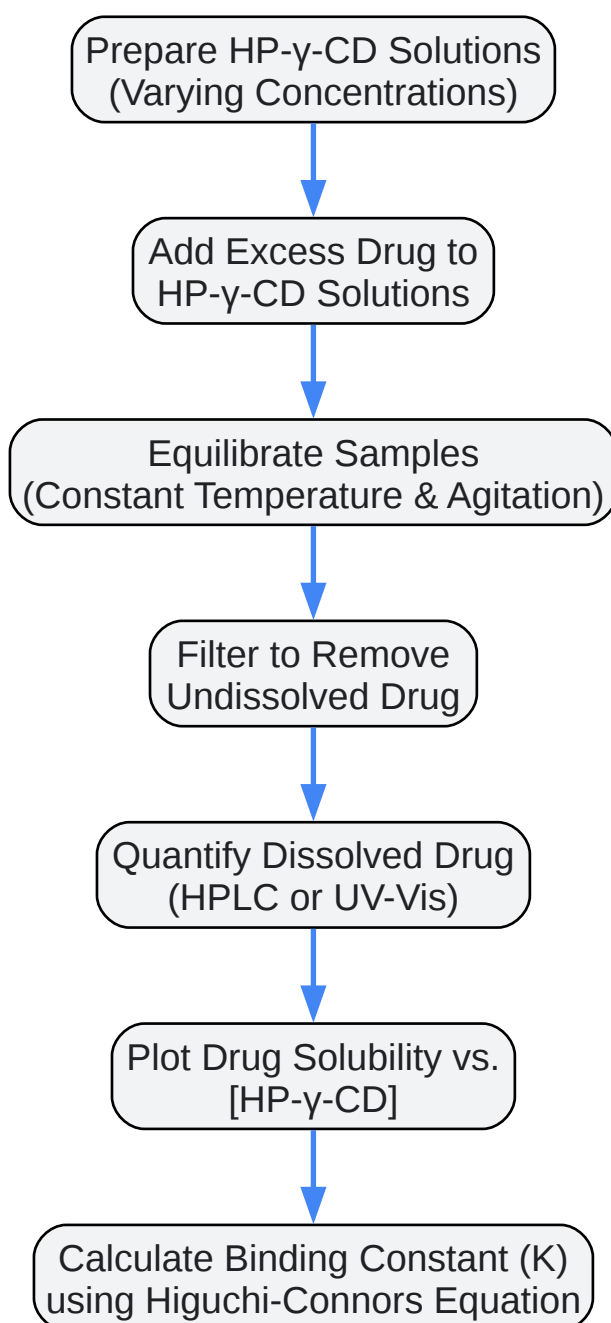 Prepare HP-γ-CD Solutions
(Varying Concentrations)
Add Excess Drug to
HP-γ-CD Solutions
Equilibrate Samples
(Constant Temperature & Agitation)
Filter to Remove
Undissolved Drug
Quantify Dissolved Drug
(HPLC or UV-Vis)
Plot Drug Solubility vs.
[HP-γ-CD]
Calculate Binding Constant (K)
using Higuchi-Connors Equation